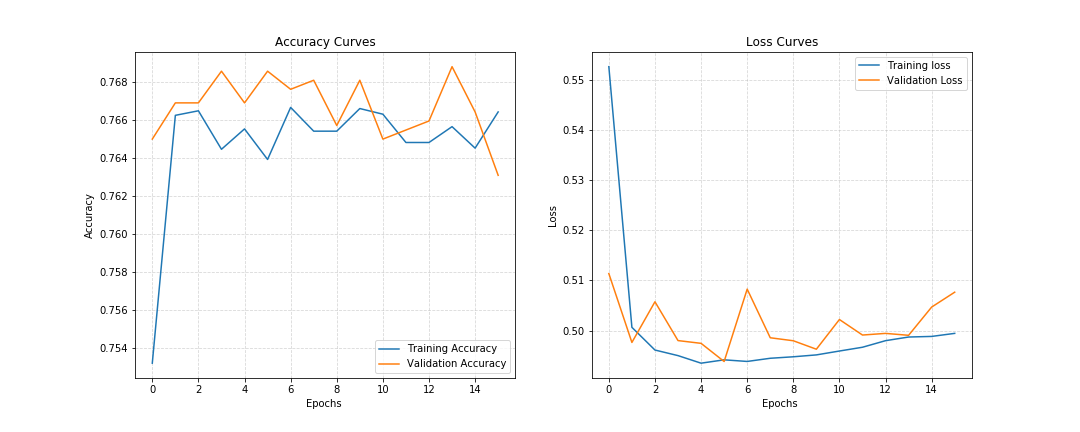 Accuracy Curves
0.768
0.766
0.764
0.762
0.760
0.758
0.756
0.754
Accuracy
0 2 4 6 8 10 12 14
Epochs
Training Accuracy
Validation Accuracy
Loss Curves
0.55
0.54
0.53
0.52
0.51
0.50
Loss
0 2 4 6 8 10 12 14
Epochs
Training loss
Validation Loss